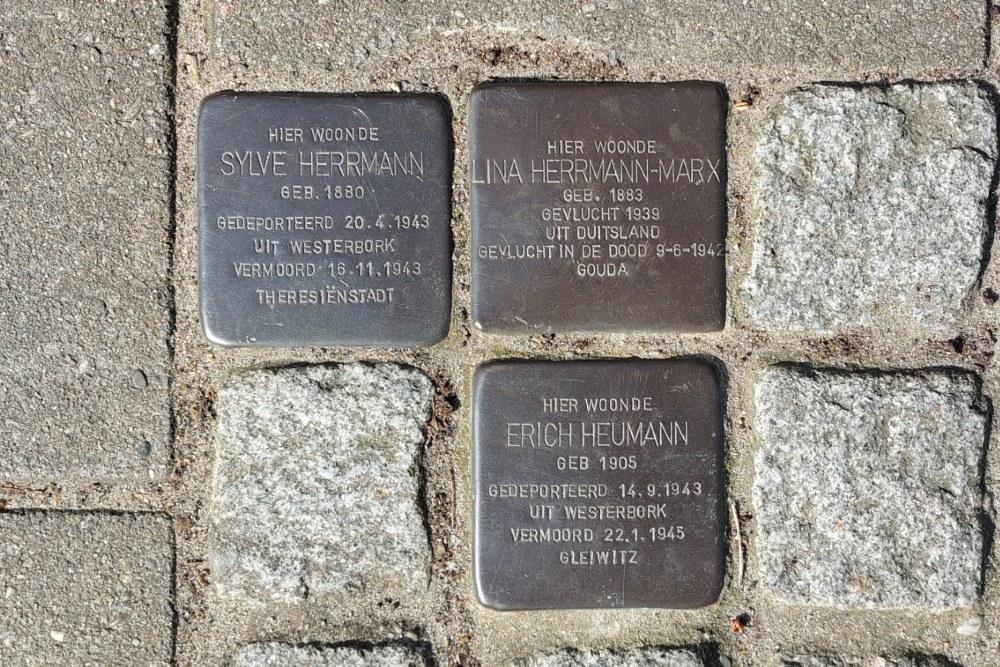 HIER WOONDE
SYLVE HERRMANN
GEB. 1880
GEDEPORTEERD 20.4.1943
UIT WESTERBORK
VERMOORD 16.11.1943
THERESIËNSTADT
HIER WOONDE
LINA HERRMANN-MARX
GEB. 1883
GEVLUCHT 1939
UIT DUITSLAND
GEVLUCHT IN DE DOOD 9-6-1942
GOUDA
HIER WOONDE
ERICH HEUMANN
GEB 1905
GEDEPORTEERD 14.9.1943
UIT WESTERBORK
VERMOORD 22.1.1945
GLEIWITZ